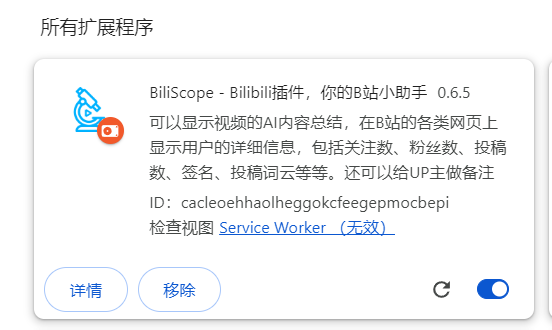 所有扩展程序
BiliScope - Bilibili插件，你的B站小助手 0.6.5
可以显示视频的AI内容总结，在B站的各类网页上
显示用户的详细信息，包括关注数、粉丝数、投稿
数、签名、投稿词云等等。还可以给UP主做备注
ID：cacleoehhaolheggokcfeegepmocbepi
检查视图 Service Worker （无效）
详情 移除